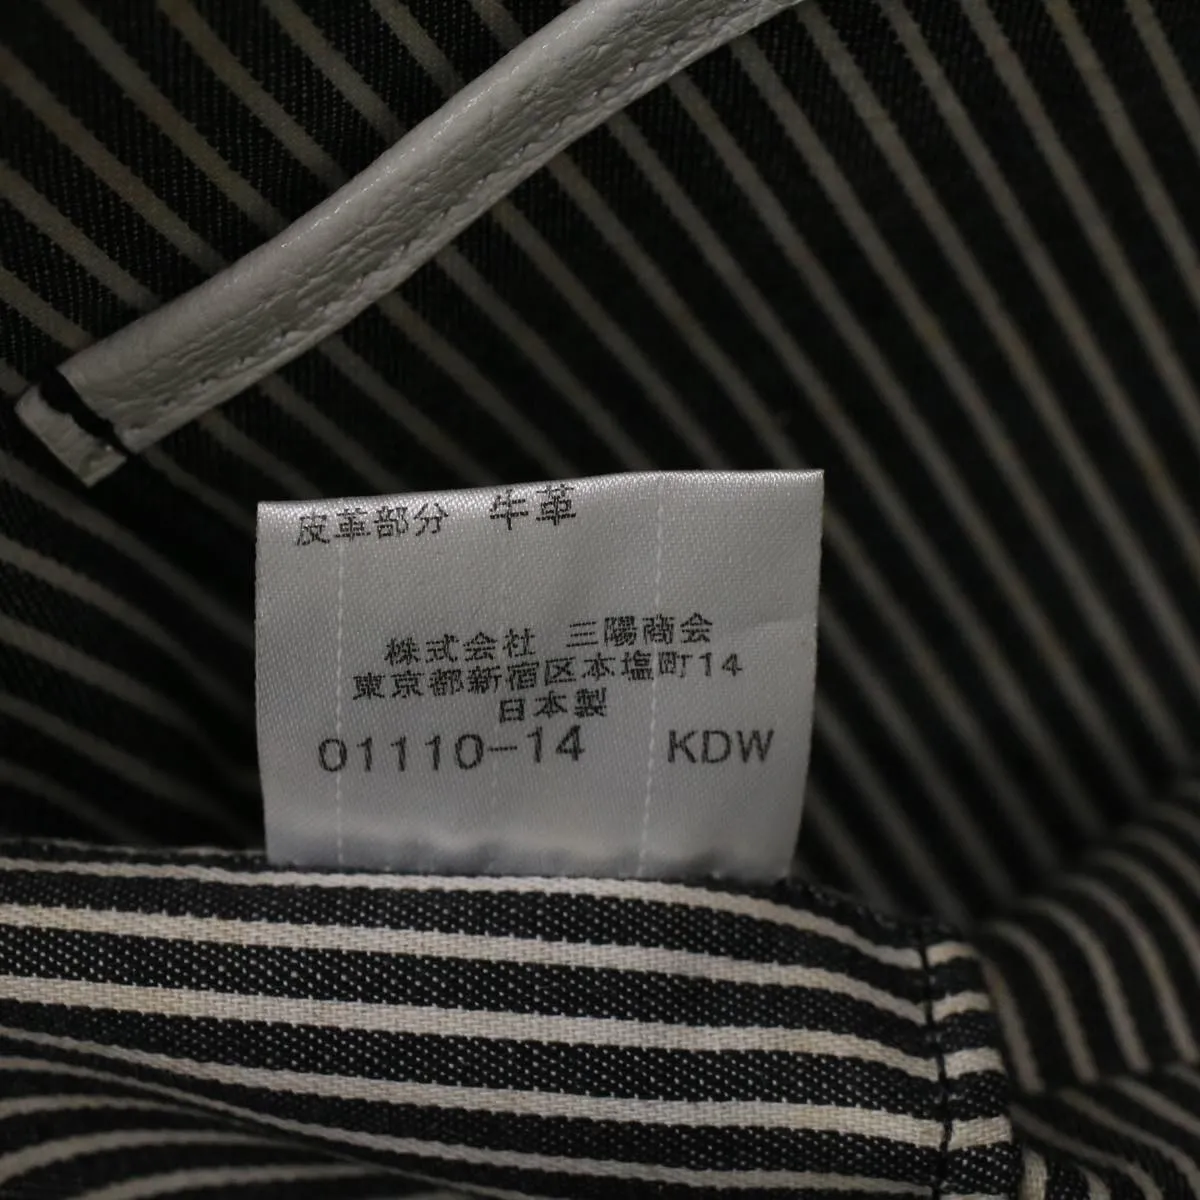 皮革部分　牛革
株式会社　三陽商会
東京都新宿区本塩町14
日本製
01110-14　KDW